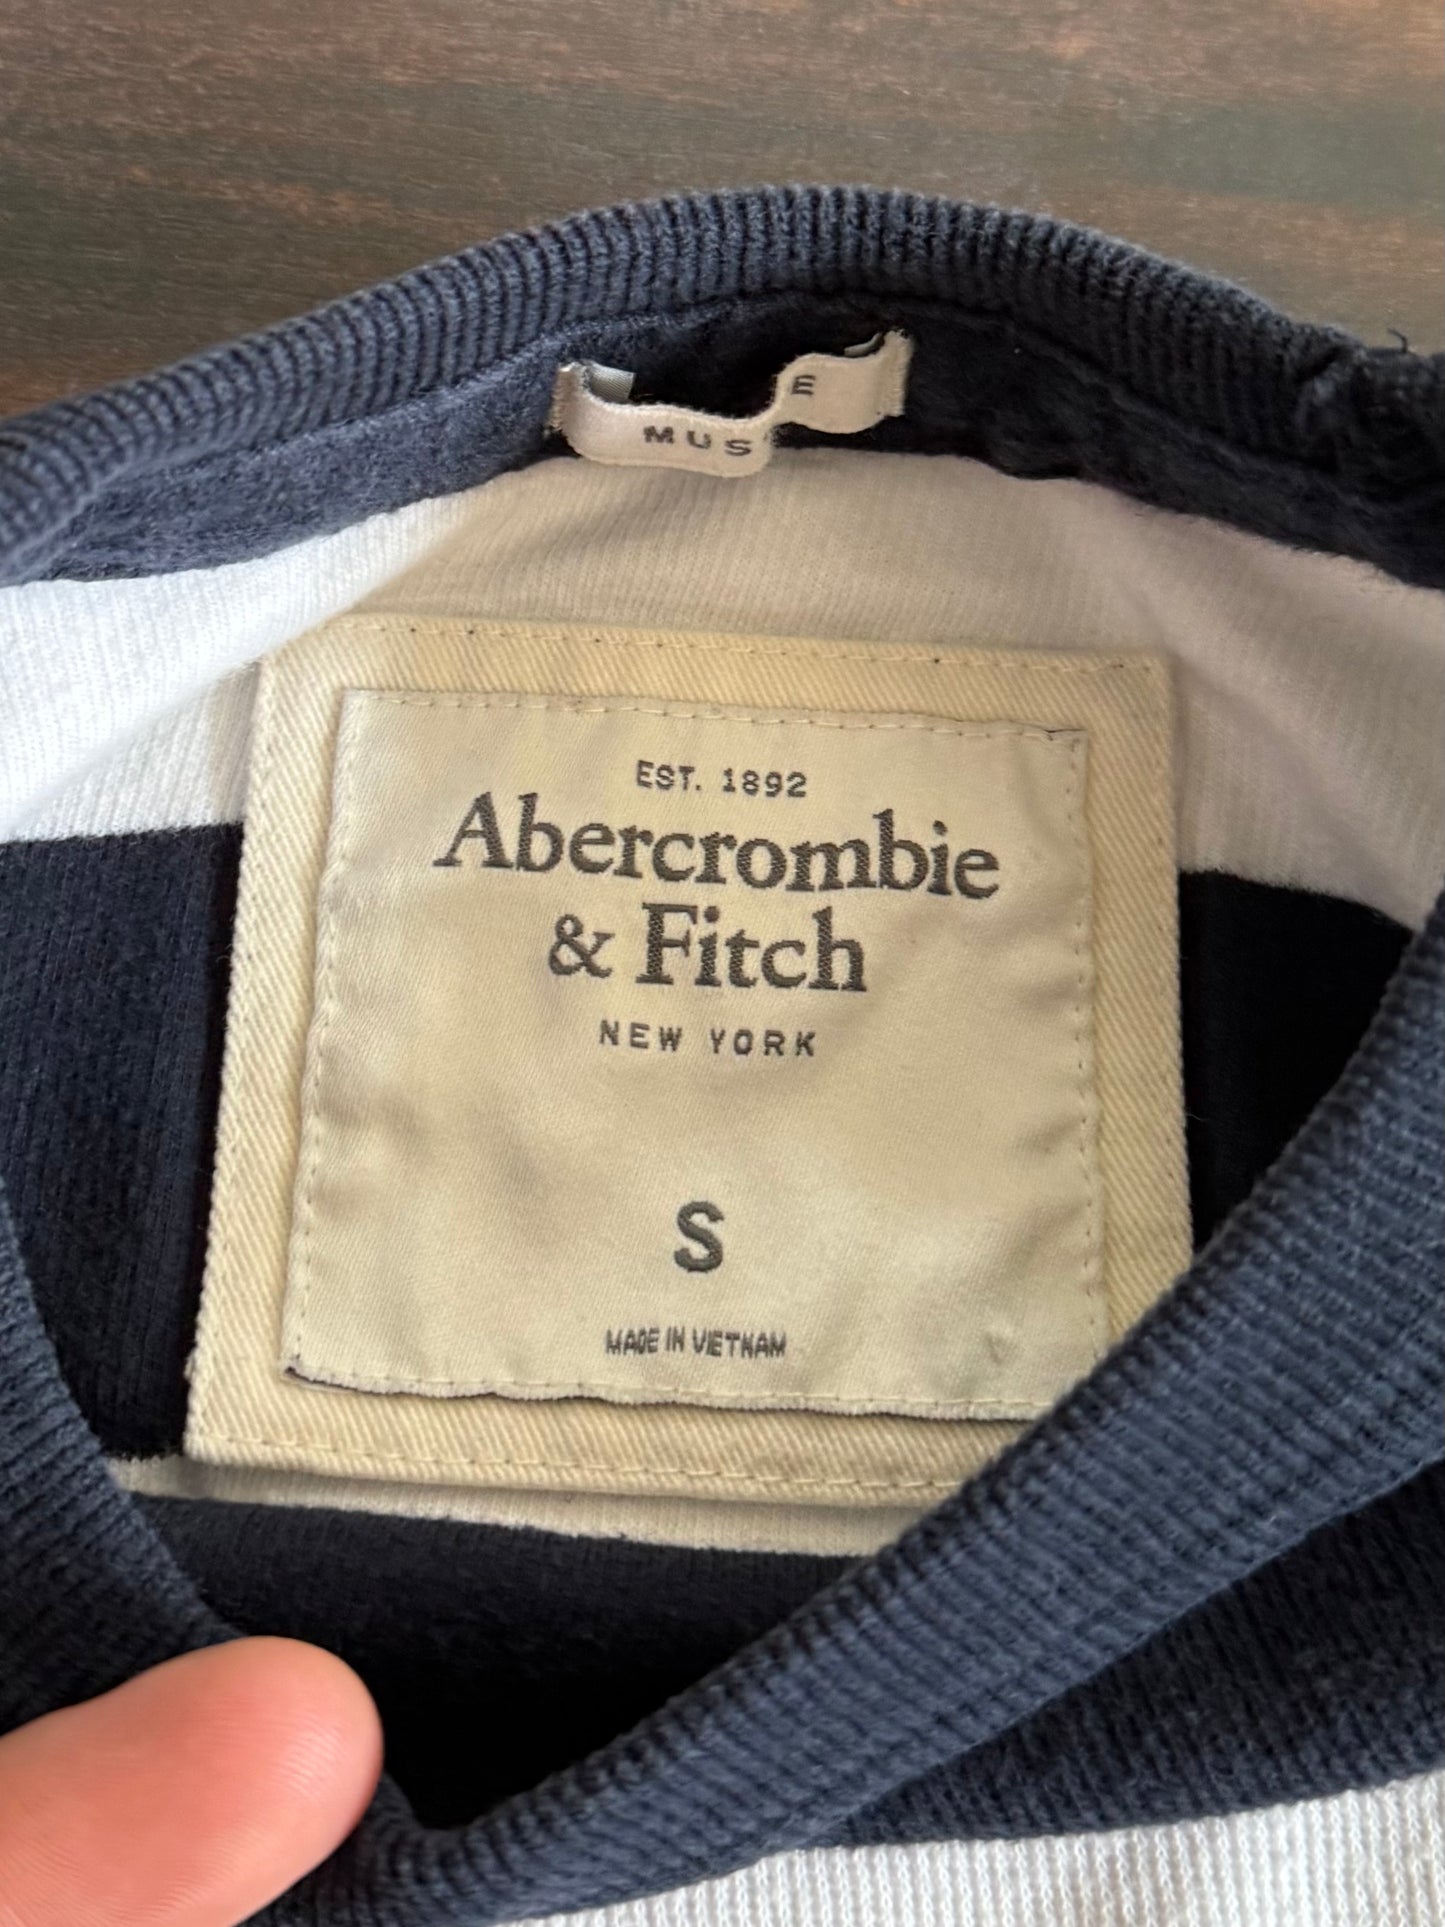 EST. 1892
Abercrombie
& Fitch
NEW YORK
S
MADE IN VIETNAM